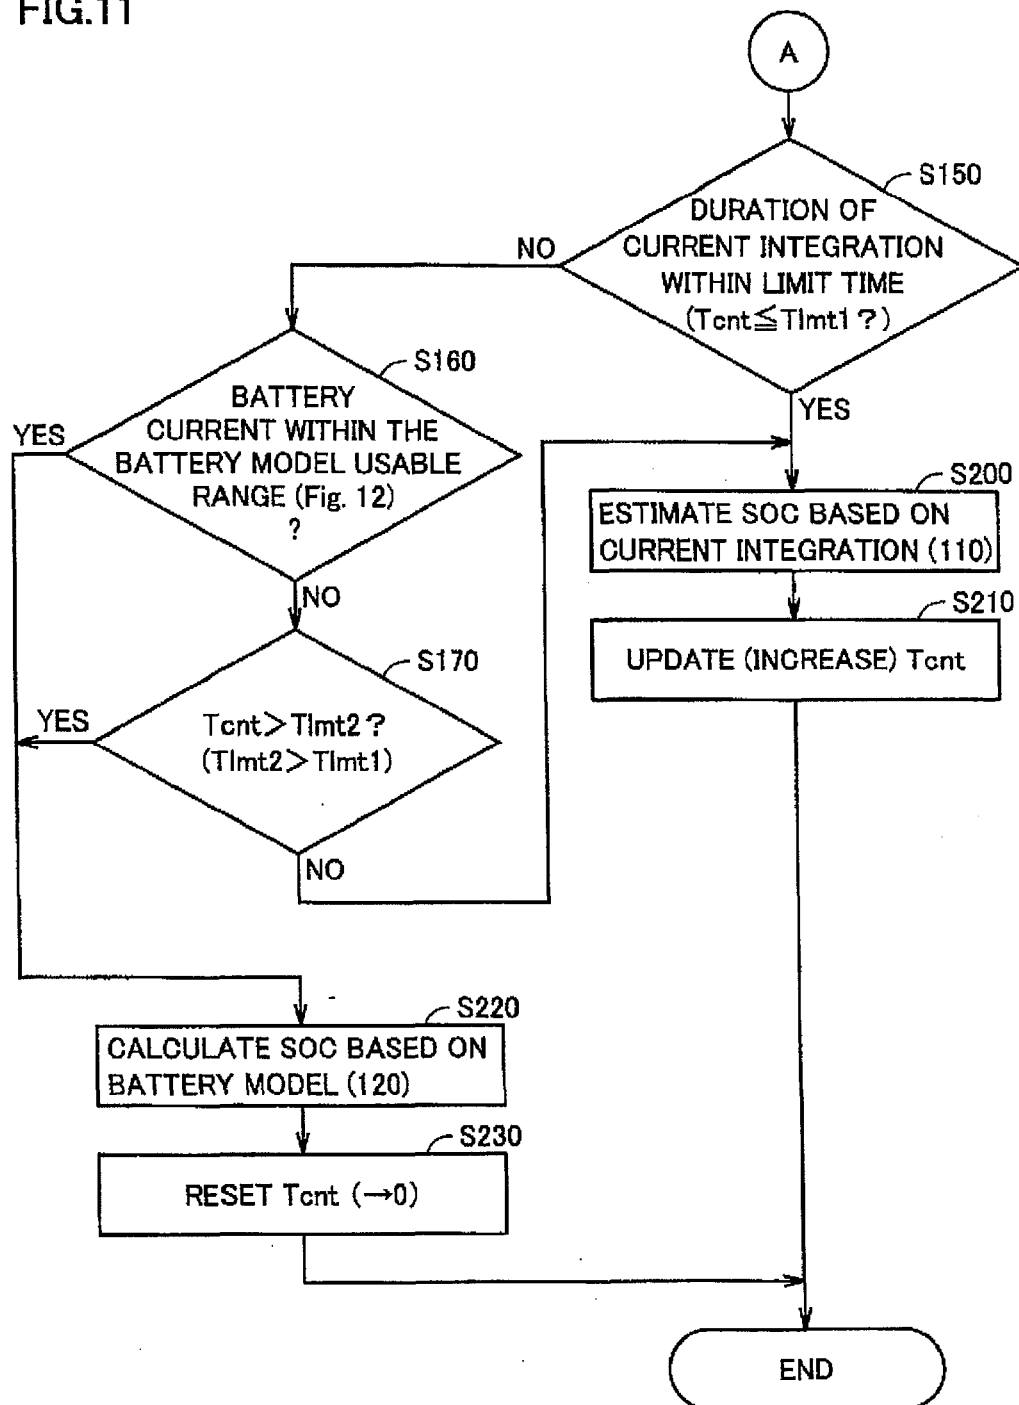 FIG.11
A
S150
DURATION OF
CURRENT INTEGRATION
WITHIN LIMIT TIME
(Tcnt≦Tlmt1?)
NO
YES
S160
BATTERY
CURRENT WITHIN THE
BATTERY MODEL USABLE
RANGE (Fig. 12)
?
YES
NO
S200
ESTIMATE SOC BASED ON
CURRENT INTEGRATION (110)
S210
UPDATE (INCREASE) Tcnt
S170
Tcnt>Tlmt2?
(Tlmt2>Tlmt1)
YES
NO
S220
CALCULATE SOC BASED ON
BATTERY MODEL (120)
S230
RESET Tcnt (→0)
END